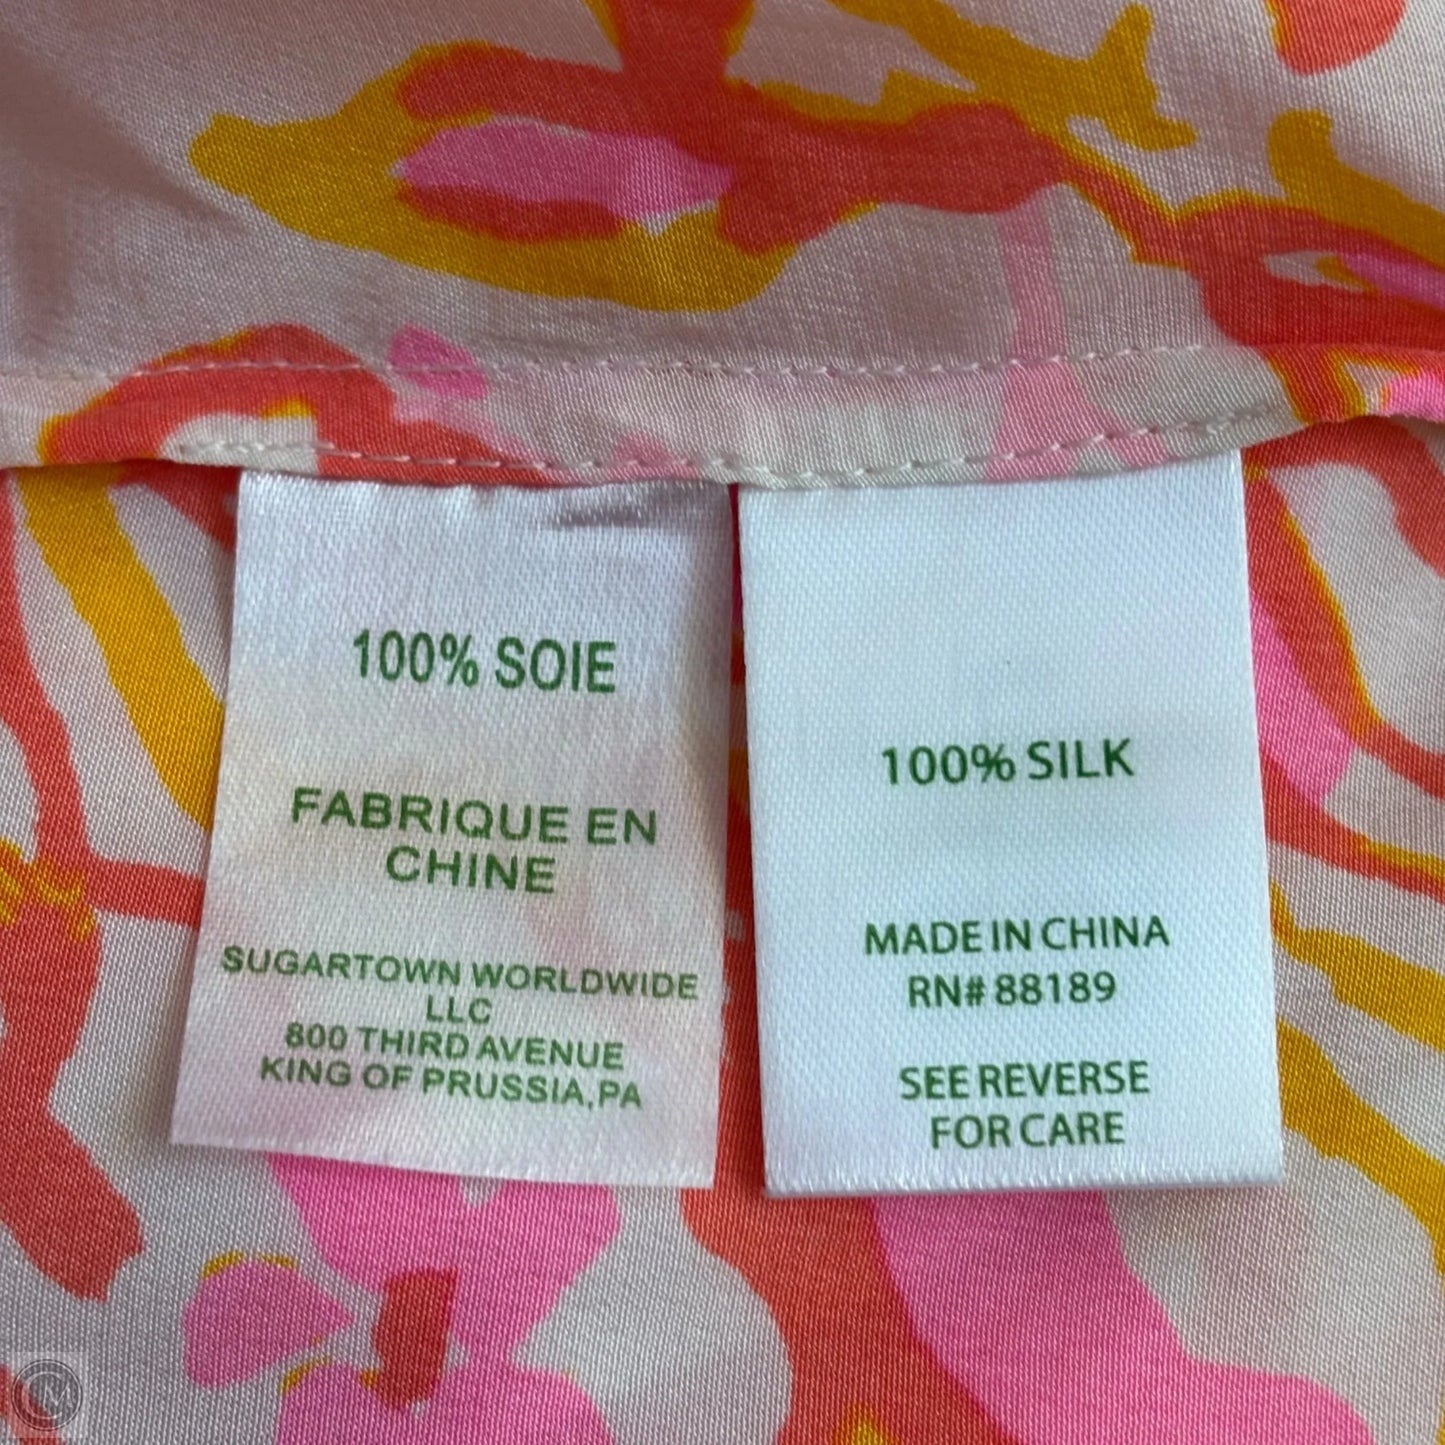 100% SOIE
FABRIQUE EN
CHINE
SUGARTOWN WORLDWIDE
LLC
800 THIRD AVENUE
KING OF PRUSSIA,PA
100% SILK
MADE IN CHINA
RN# 88189
SEE REVERSE
FOR CARE